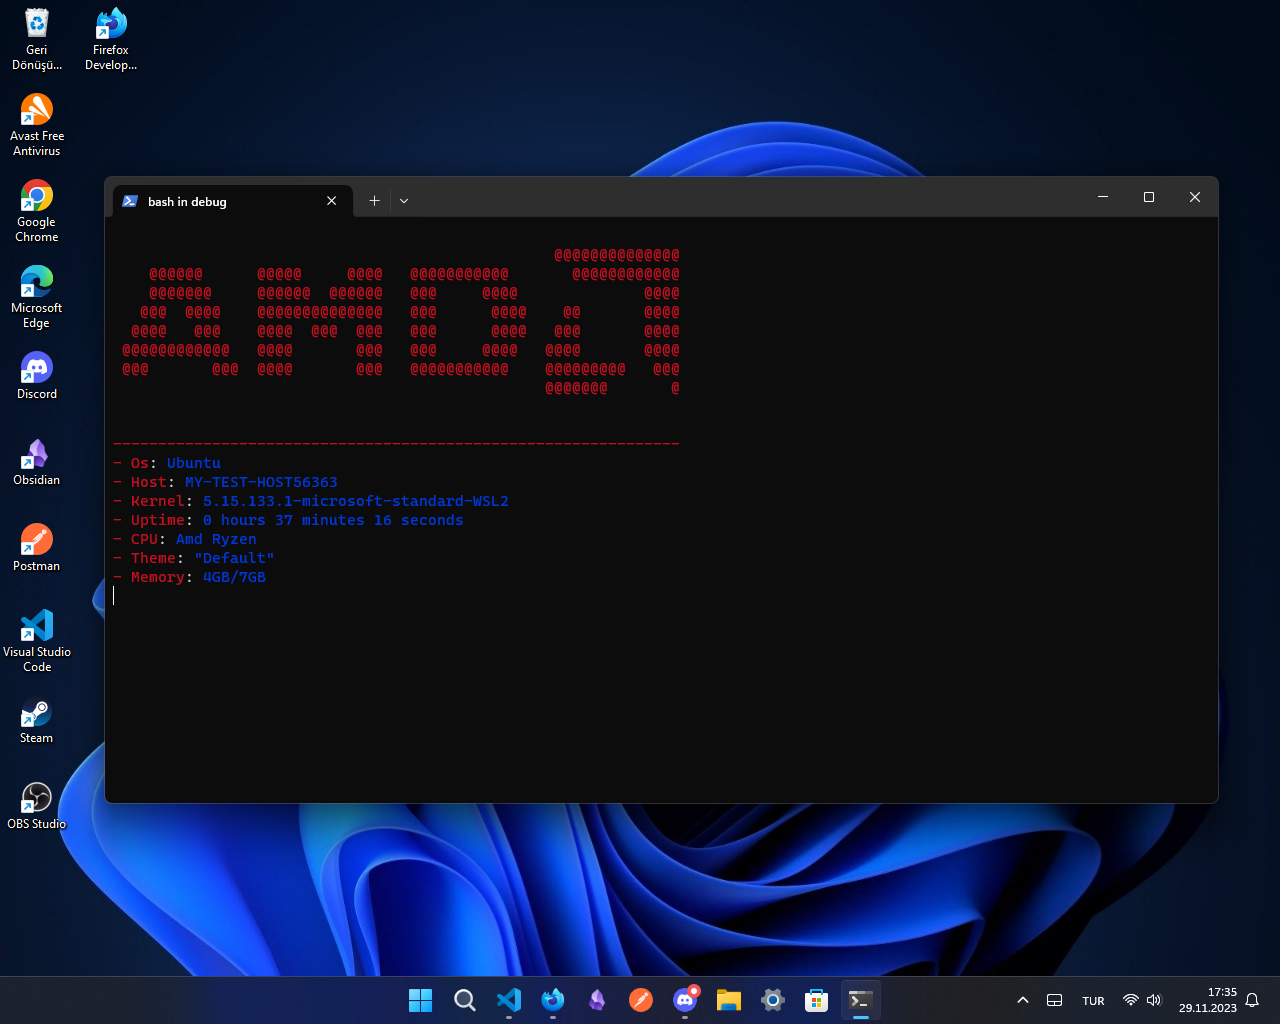 Geri
Dönüşü...
Firefox
Develop...
Avast Free
Antivirus
Google
Chrome
Microsoft
Edge
Discord
Obsidian
Postman
Visual Studio
Code
Steam
OBS Studio
bash in debug
                                                 @@@@@@@@@@@@@@
    @@@@@@      @@@@@     @@@@   @@@@@@@@@@@       @@@@@@@@@@@@
    @@@@@@@     @@@@@@  @@@@@@   @@@     @@@@              @@@@
   @@@  @@@@    @@@@@@@@@@@@@@   @@@      @@@@    @@       @@@@
  @@@@   @@@    @@@@  @@@  @@@   @@@      @@@@   @@@       @@@@
 @@@@@@@@@@@@   @@@@       @@@   @@@     @@@@   @@@@       @@@@
 @@@       @@@  @@@@       @@@   @@@@@@@@@@@    @@@@@@@@@   @@@
                                                @@@@@@@       @
---------------------------------------------------------------
- Os: Ubuntu
- Host: MY-TEST-HOST56363
- Kernel: 5.15.133.1-microsoft-standard-WSL2
- Uptime: 0 hours 37 minutes 16 seconds
- CPU: Amd Ryzen
- Theme: "Default"
- Memory: 4GB/7GB
TUR
17:35
29.11.2023